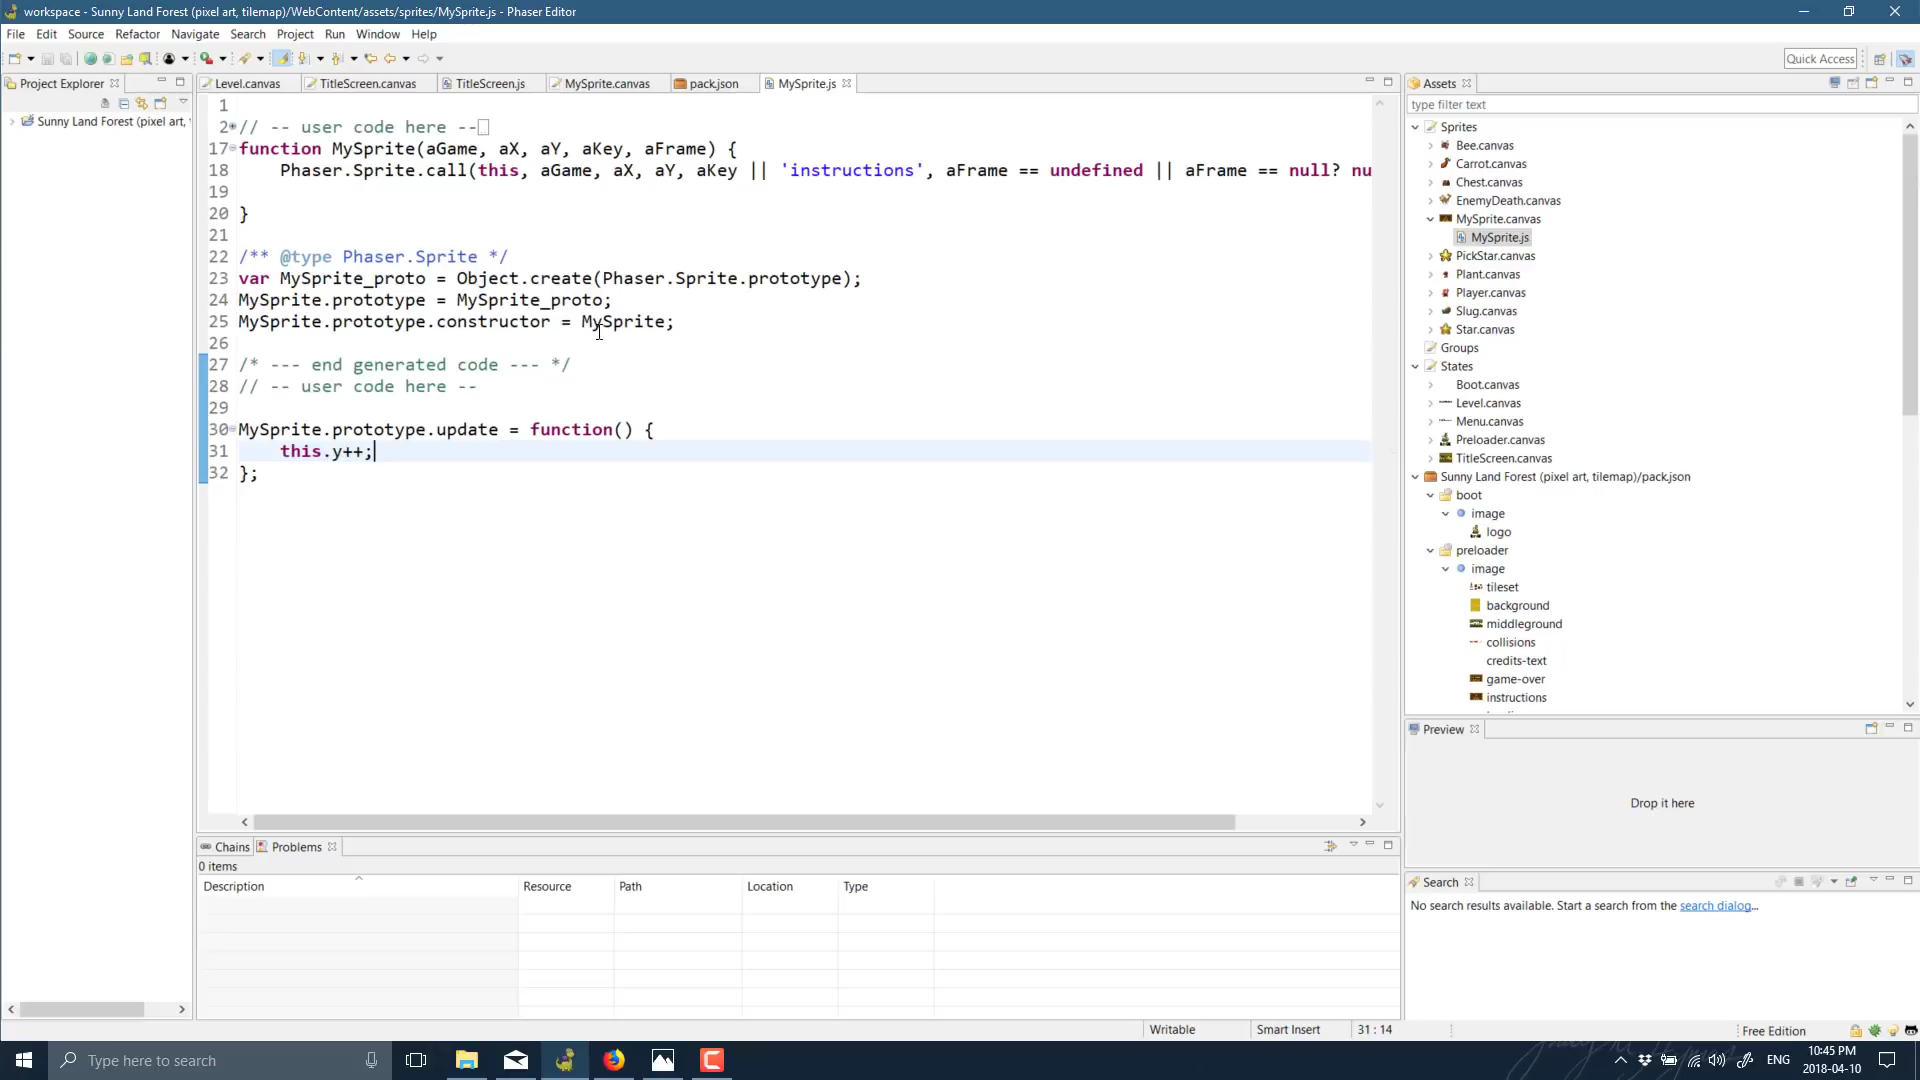 workspace - Sunny Land Forest (pixel art, tilemap)/WebContent/assets/sprites/MySprite.js - Phaser Editor
File Edit Source Refactor Navigate Search Project Run Window Help
Quick Access
Project Explorer
Sunny Land Forest (pixel art,
Level.canvas TitleScreen.canvas TitleScreen.js MySprite.canvas pack.json MySprite.js
1
2 // -- user code here --
17 function MySprite(aGame, aX, aY, aKey, aFrame) {
18 Phaser.Sprite.call(this, aGame, aX, aY, aKey || 'instructions', aFrame == undefined || aFrame == null? nu
19
20 }
21
22 /** @type Phaser.Sprite */
23 var MySprite_proto = Object.create(Phaser.Sprite.prototype);
24 MySprite.prototype = MySprite_proto;
25 MySprite.prototype.constructor = MySprite;
26
27 /* --- end generated code --- */
28 // -- user code here --
29
30 MySprite.prototype.update = function() {
31 this.y++;
32 };
Chains Problems
0 items
Description Resource Path Location Type
Assets
type filter text
Sprites
Bee.canvas
Carrot.canvas
Chest.canvas
EnemyDeath.canvas
MySprite.canvas
MySprite.js
PickStar.canvas
Plant.canvas
Player.canvas
Slug.canvas
Star.canvas
Groups
States
Boot.canvas
Level.canvas
Menu.canvas
Preloader.canvas
TitleScreen.canvas
Sunny Land Forest (pixel art, tilemap)/pack.json
boot
image
logo
preloader
image
tileset
background
middleground
collisions
credits-text
game-over
instructions
Preview
Drop it here
Search
No search results available. Start a search from the search dialog...
Writable Smart Insert 31 : 14 Free Edition
Type here to search
ENG
10:45 PM
2018-04-10